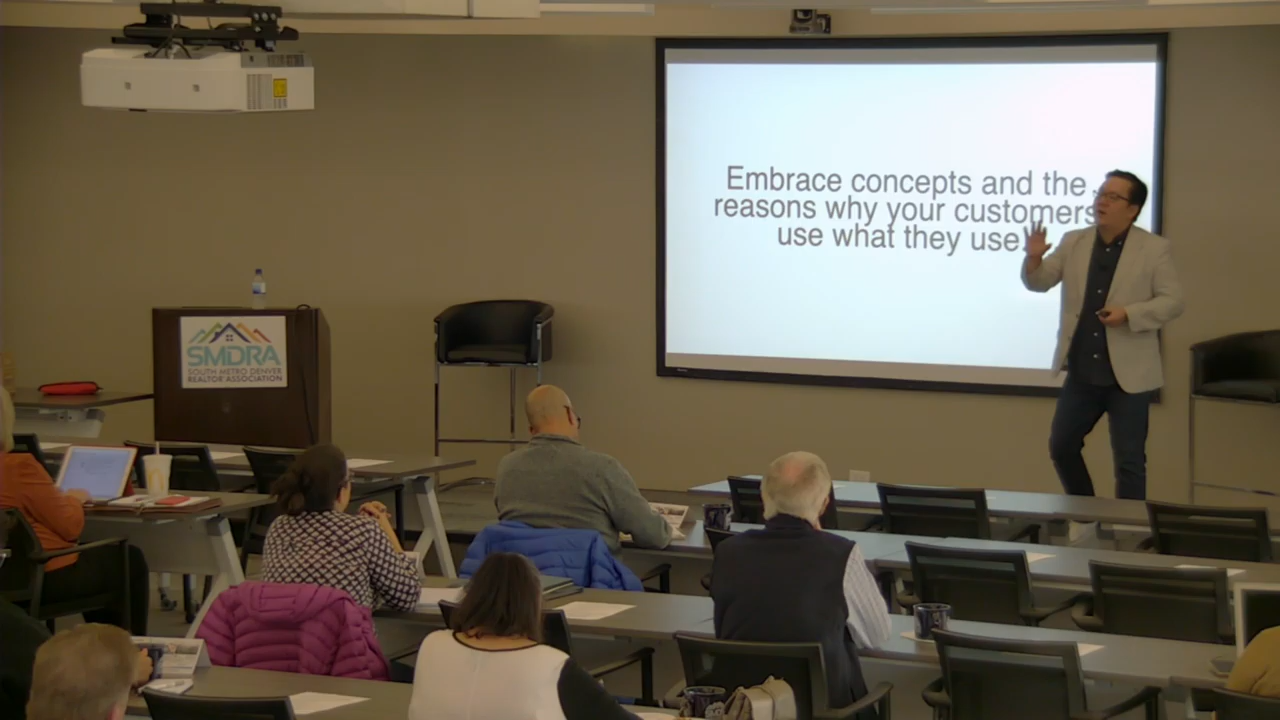 Embrace concepts and the
reasons why your customers
use what they use
SMDRA
SOUTH METRO DENVER
REALTOR® ASSOCIATION